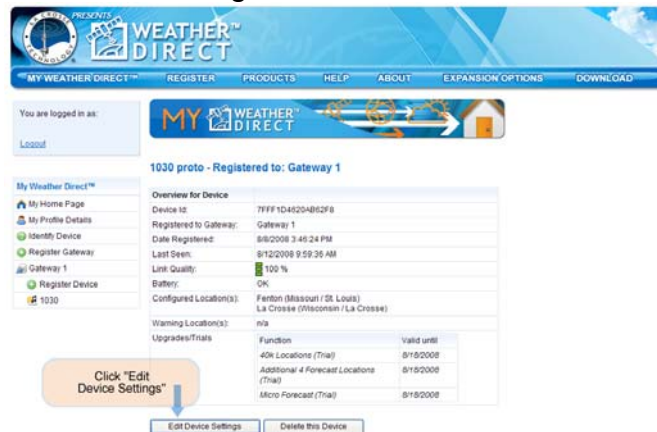 PRESENTS
LA CROSSE
TECHNOLOGY
WEATHER™
DIRECT
MY WEATHER DIRECT™ REGISTER PRODUCTS HELP ABOUT EXPANSION OPTIONS DOWNLOAD
You are logged in as:
Logout
MY WEATHER™
DIRECT
1030 proto - Registered to: Gateway 1
My Weather Direct™
My Home Page
My Profile Details
Identify Device
Register Gateway
Gateway 1
Register Device
1030
Overview for Device
Device Id: 7FFF1D4620AB62F8
Registered to Gateway: Gateway 1
Date Registered: 8/8/2008 3:46:24 PM
Last Seen: 8/12/2008 9:59:36 AM
Link Quality: 100 %
Battery: OK
Configured Location(s): Fenton (Missouri / St. Louis)
La Crosse (Wisconsin / La Crosse)
Warning Location(s): n/a
Upgrades/Trials
Function Valid until
40k Locations (Trial) 8/18/2008
Additional 4 Forecast Locations
(Trial) 8/18/2008
Micro Forecast (Trial) 8/18/2008
Click "Edit
Device Settings"
Edit Device Settings Delete this Device